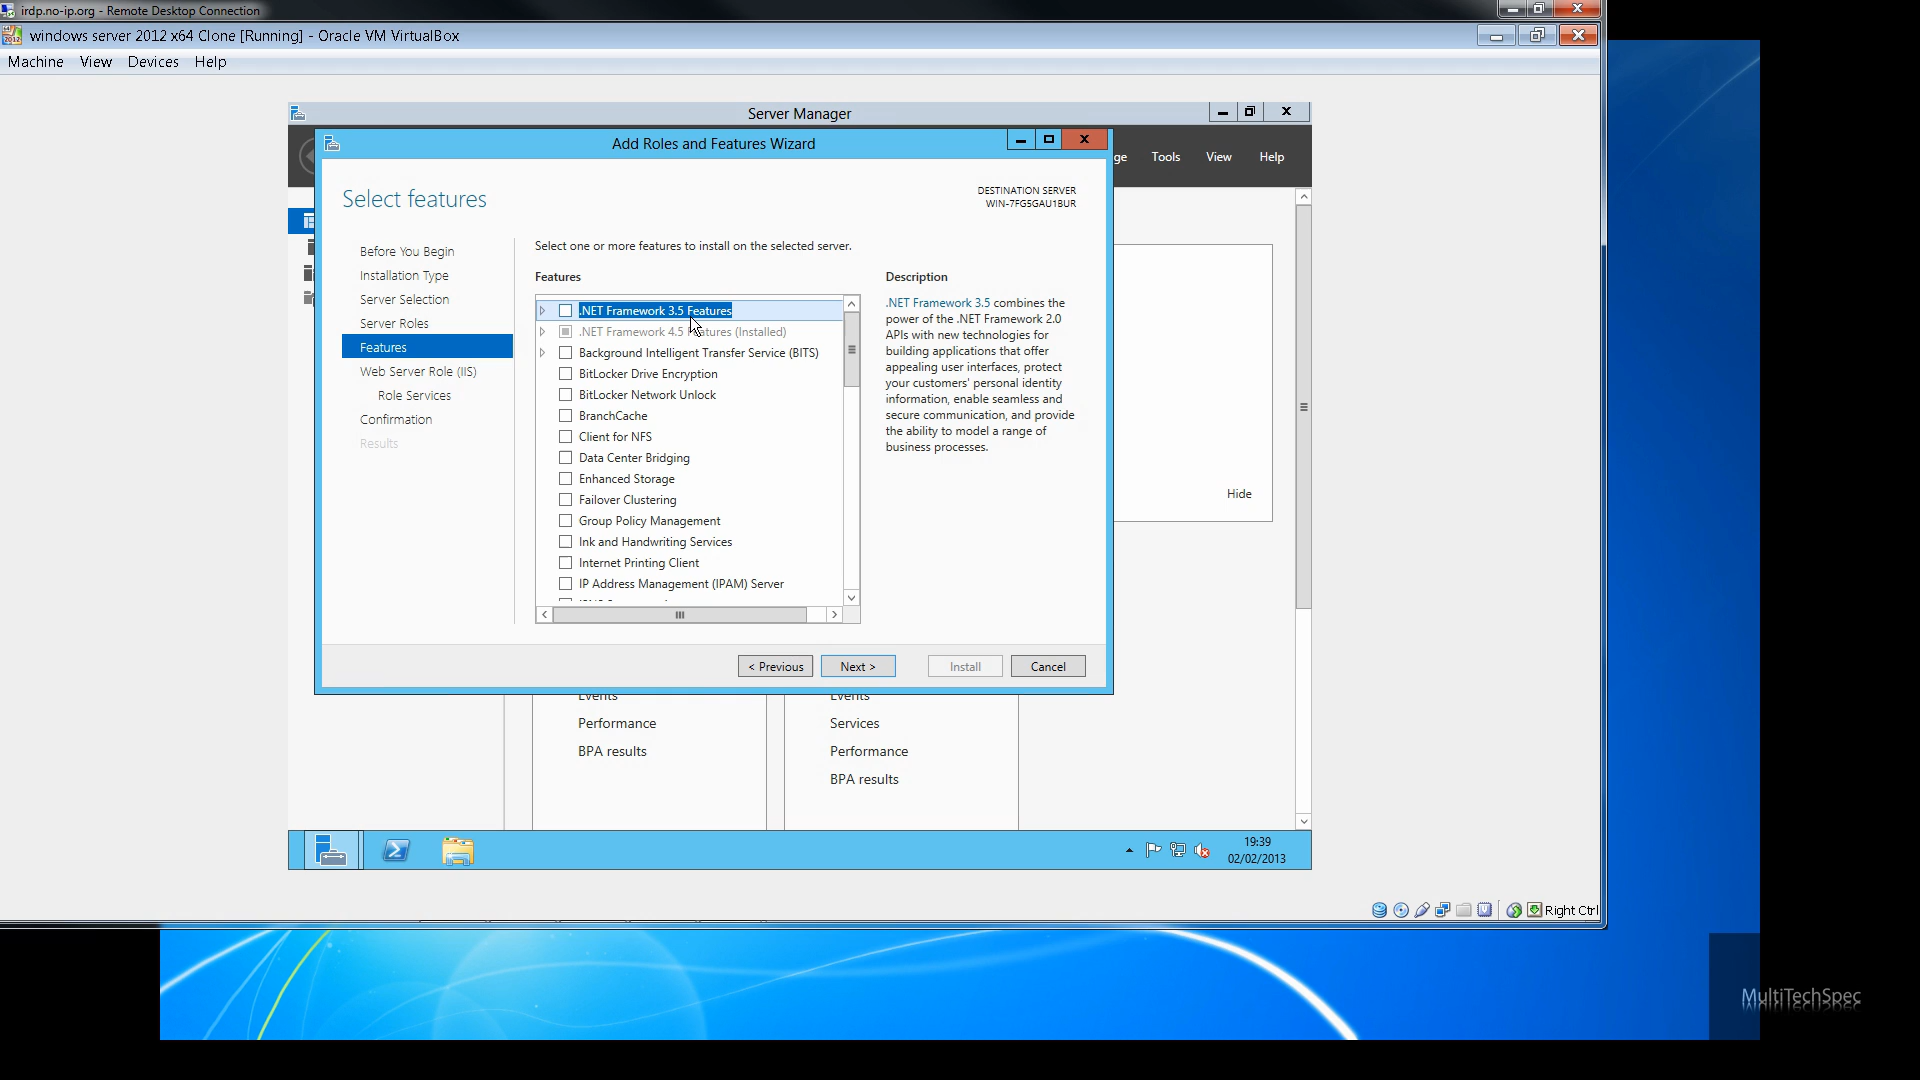 irdp.no-ip.org - Remote Desktop Connection
windows server 2012 x64 Clone [Running] - Oracle VM VirtualBox
Machine View Devices Help
Server Manager
Add Roles and Features Wizard
Tools View Help
Select features
DESTINATION SERVER
WIN-7FG5GAU1BUR
Before You Begin
Installation Type
Server Selection
Server Roles
Features
Web Server Role (IIS)
Role Services
Confirmation
Results
Select one or more features to install on the selected server.
Features
.NET Framework 3.5 Features
.NET Framework 4.5 Features (Installed)
Background Intelligent Transfer Service (BITS)
BitLocker Drive Encryption
BitLocker Network Unlock
BranchCache
Client for NFS
Data Center Bridging
Enhanced Storage
Failover Clustering
Group Policy Management
Ink and Handwriting Services
Internet Printing Client
IP Address Management (IPAM) Server
Description
.NET Framework 3.5 combines the
power of the .NET Framework 2.0
APIs with new technologies for
building applications that offer
appealing user interfaces, protect
your customers' personal identity
information, enable seamless and
secure communication, and provide
the ability to model a range of
business processes.
Hide
< Previous Next > Install Cancel
Events
Performance
BPA results
Events
Services
Performance
BPA results
19:39
02/02/2013
Right Ctrl
MultiTechSpec